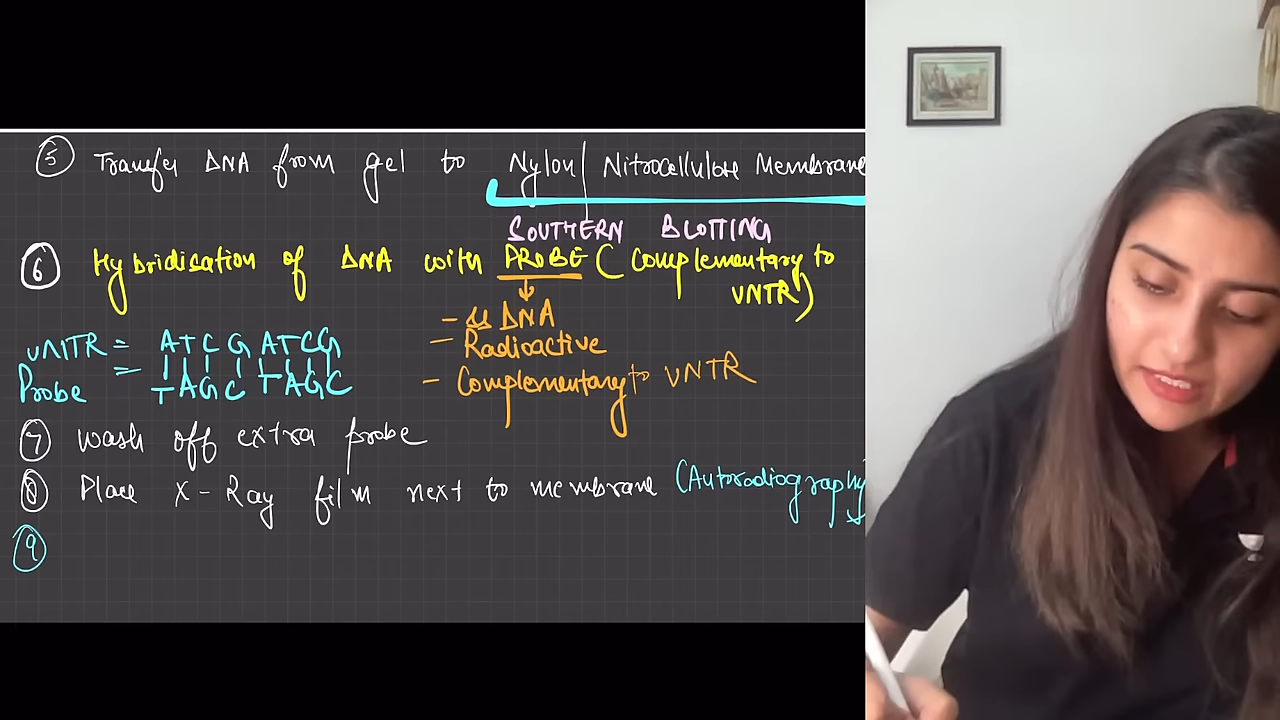 5 Transfer DNA from gel to Nylon | Nitrocellulose Membrane
SOUTHERN BLOTTING
6 Hybridisation of DNA with PROBE ( Complementary to
VNTR)
- ss DNA
- Radioactive
- Complementary to VNTR
VNTR = ATCG ATCG
Probe = TAGC TAGC
7 Wash off extra probe
8 Place X-Ray film next to membrane (Autoradiography)
9